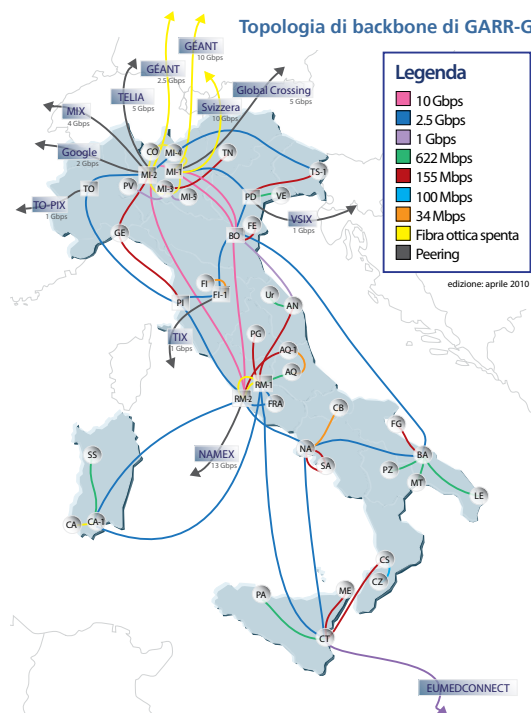 Topologia di backbone di GARR-G
GÉANT
10 Gbps
GÉANT
2.5 Gbps
Global Crossing
5 Gbps
TELIA
5 Gbps
Svizzera
10 Gbps
MIX
4 Gbps
Google
2 Gbps
TO-PIX
1 Gbps
VSIX
1 Gbps
TIX
1 Gbps
NAMEX
13 Gbps
EUMEDCONNECT
Legenda
10 Gbps
2.5 Gbps
1 Gbps
622 Mbps
155 Mbps
100 Mbps
34 Mbps
Fibra ottica spenta
Peering
edizione: aprile 2010
CO
MI-4
TN
MI-2
MI-1
TS-1
TO
PV
MI-3
MI-5
PD
VE
GE
FE
BO
FI
FI-1
PI
Ur
AN
PG
AQ-1
AQ
RM-1
RM-2
FRA
CB
FG
NA
SA
BA
PZ
MT
LE
SS
CA
CA-1
CS
CZ
PA
ME
CT